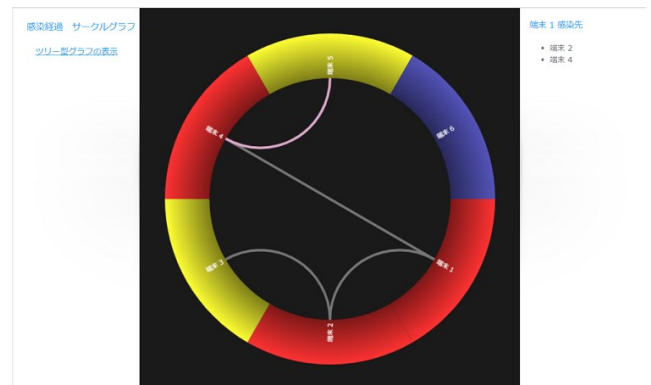 感染経過 サークルグラフ
ツリー型グラフの表示
端末 5
端末 4
端末 6
端末 3
端末 1
端末 2
端末 1 感染先
端末 2
端末 4